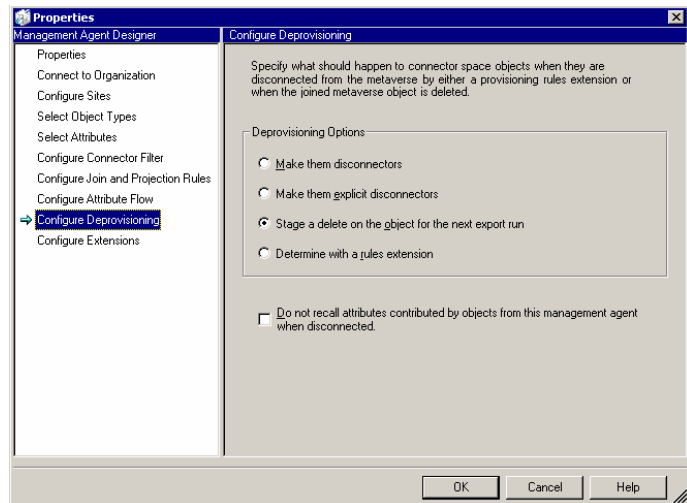 Properties
Management Agent Designer
Configure Deprovisioning
Properties
Connect to Organization
Configure Sites
Select Object Types
Select Attributes
Configure Connector Filter
Configure Join and Projection Rules
Configure Attribute Flow
Configure Deprovisioning
Configure Extensions
Specify what should happen to connector space objects when they are
disconnected from the metaverse by either a provisioning rules extension or
when the joined metaverse object is deleted.
Deprovisioning Options
Make them disconnectors
Make them explicit disconnectors
Stage a delete on the object for the next export run
Determine with a rules extension
Do not recall attributes contributed by objects from this management agent
when disconnected.
OK
Cancel
Help